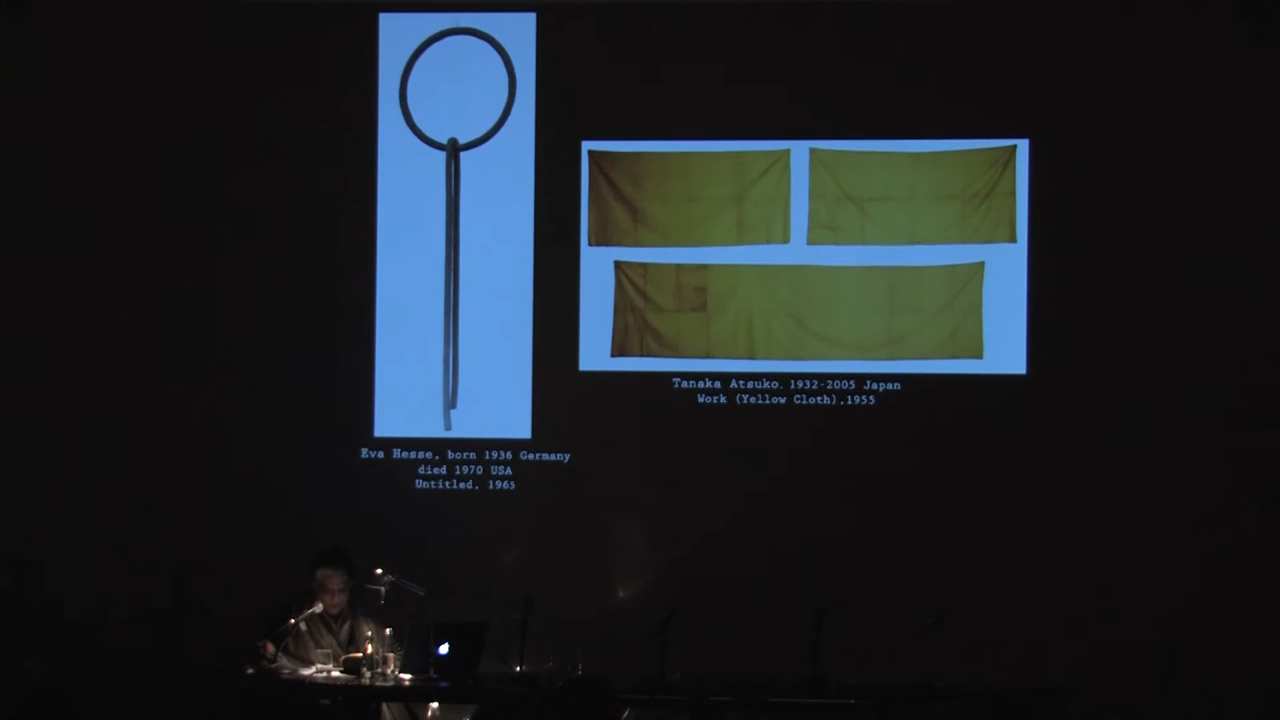 Tanaka Atsuko. 1932-2005 Japan
Work (Yellow Cloth),1955
Eva Hesse, born 1936 Germany
died 1970 USA
Untitled, 1965